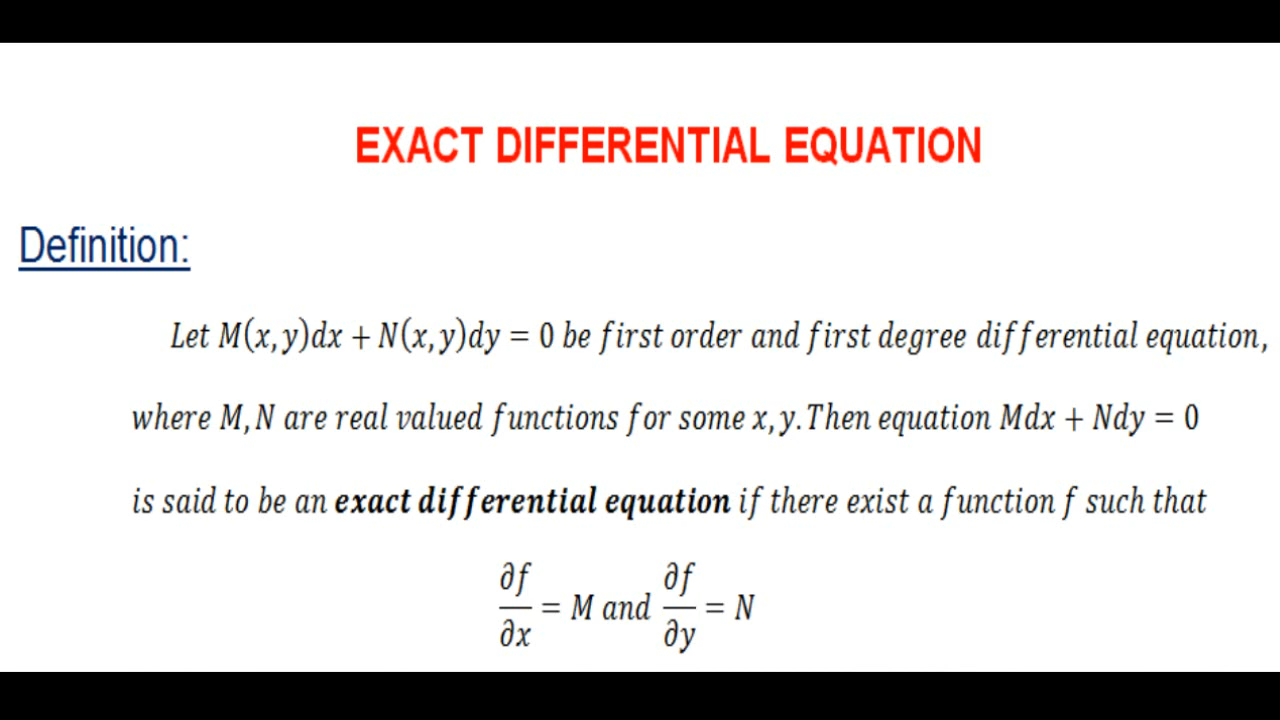 EXACT DIFFERENTIAL EQUATION
Definition:
Let M(x, y)dx + N(x, y)dy = 0 be first order and first degree differential equation,
where M, N are real valued functions for some x, y. Then equation Mdx + Ndy = 0
is said to be an exact differential equation if there exist a function f such that
∂f/∂x = M and ∂f/∂y = N